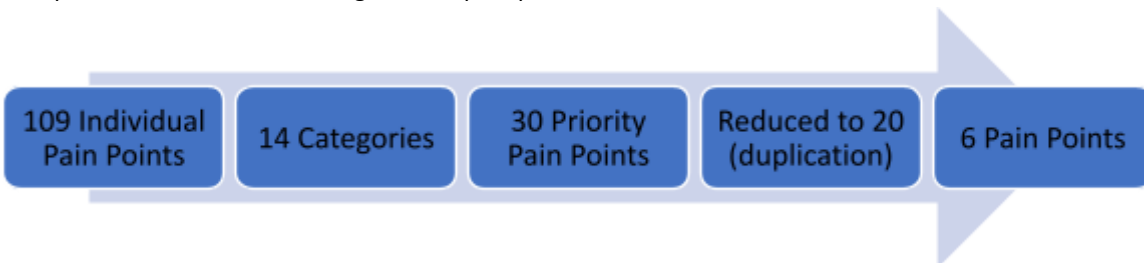 109 Individual
Pain Points
14 Categories
30 Priority
Pain Points
Reduced to 20
(duplication)
6 Pain Points